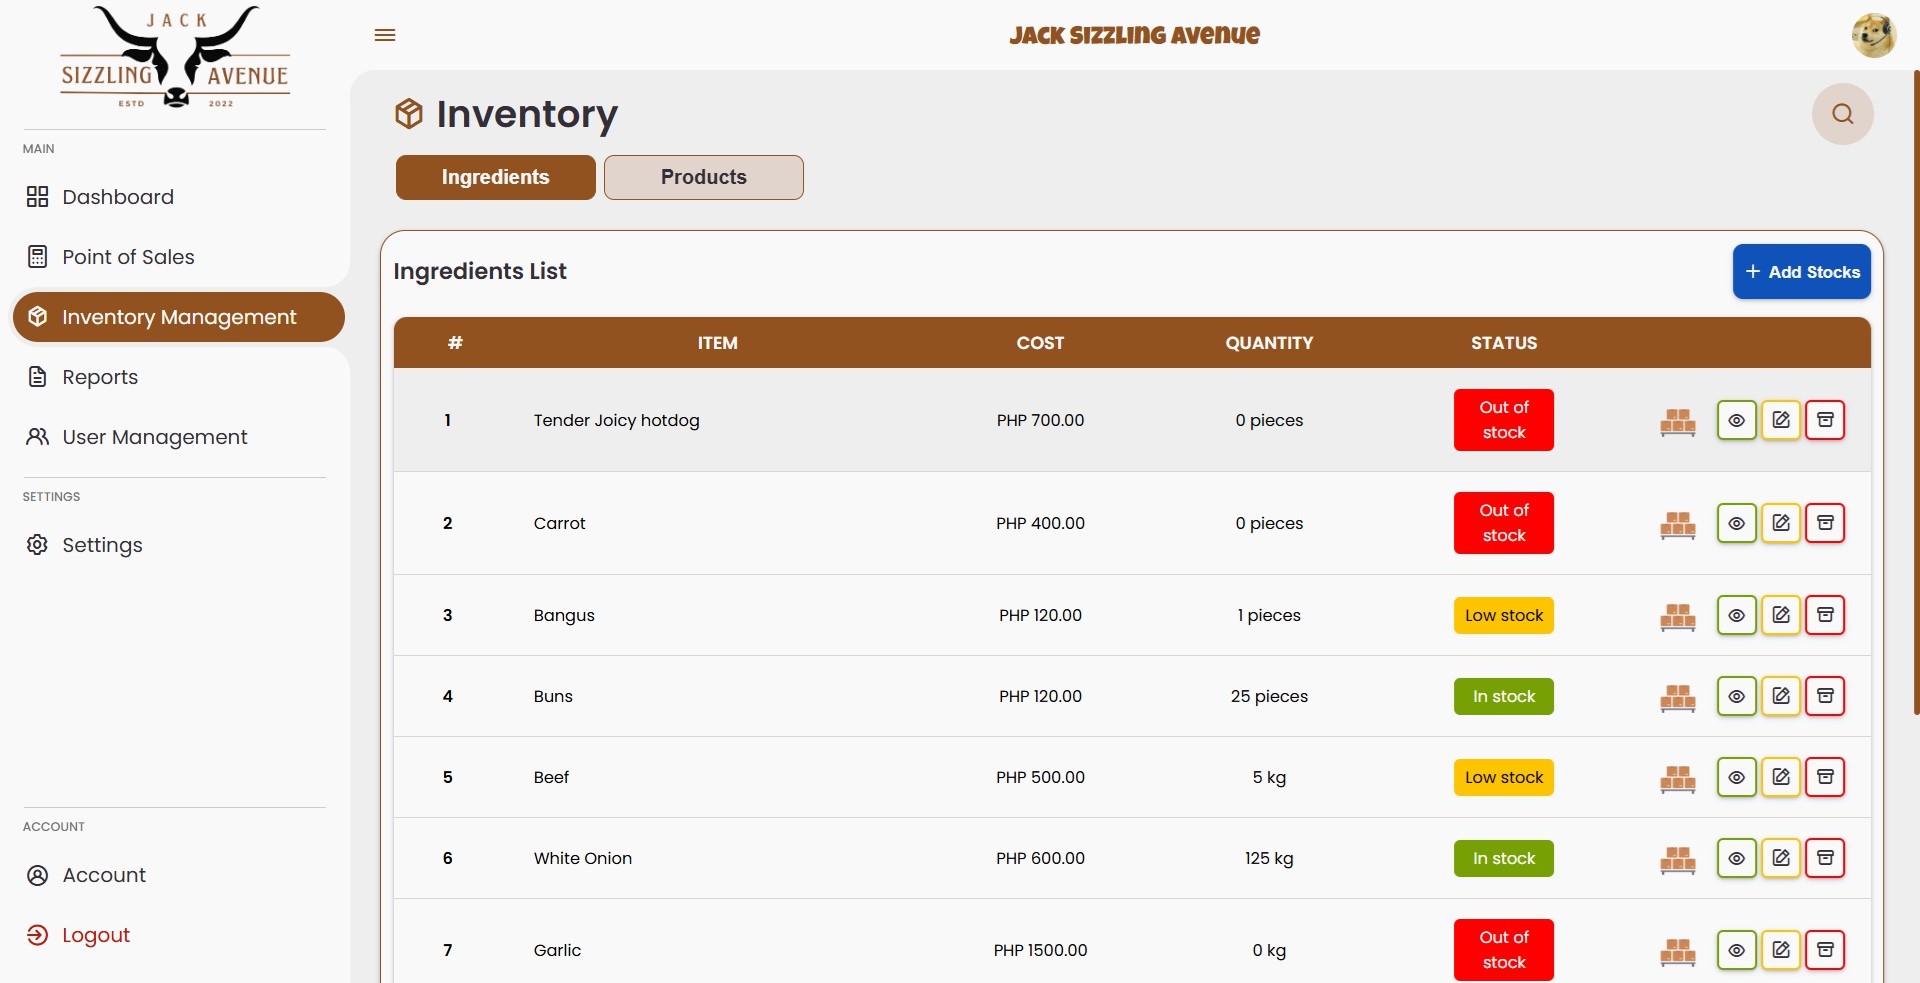 JACK
SIZZLING AVENUE
ESTD 2022
Jack Sizzling Avenue
MAIN
Dashboard
Point of Sales
Inventory Management
Reports
User Management
SETTINGS
Settings
ACCOUNT
Account
Logout
Inventory
Ingredients Products
Ingredients List
+ Add Stocks
# ITEM COST QUANTITY STATUS
1 Tender Joicy hotdog PHP 700.00 0 pieces Out of
stock
2 Carrot PHP 400.00 0 pieces Out of
stock
3 Bangus PHP 120.00 1 pieces Low stock
4 Buns PHP 120.00 25 pieces In stock
5 Beef PHP 500.00 5 kg Low stock
6 White Onion PHP 600.00 125 kg In stock
7 Garlic PHP 1500.00 0 kg Out of
stock